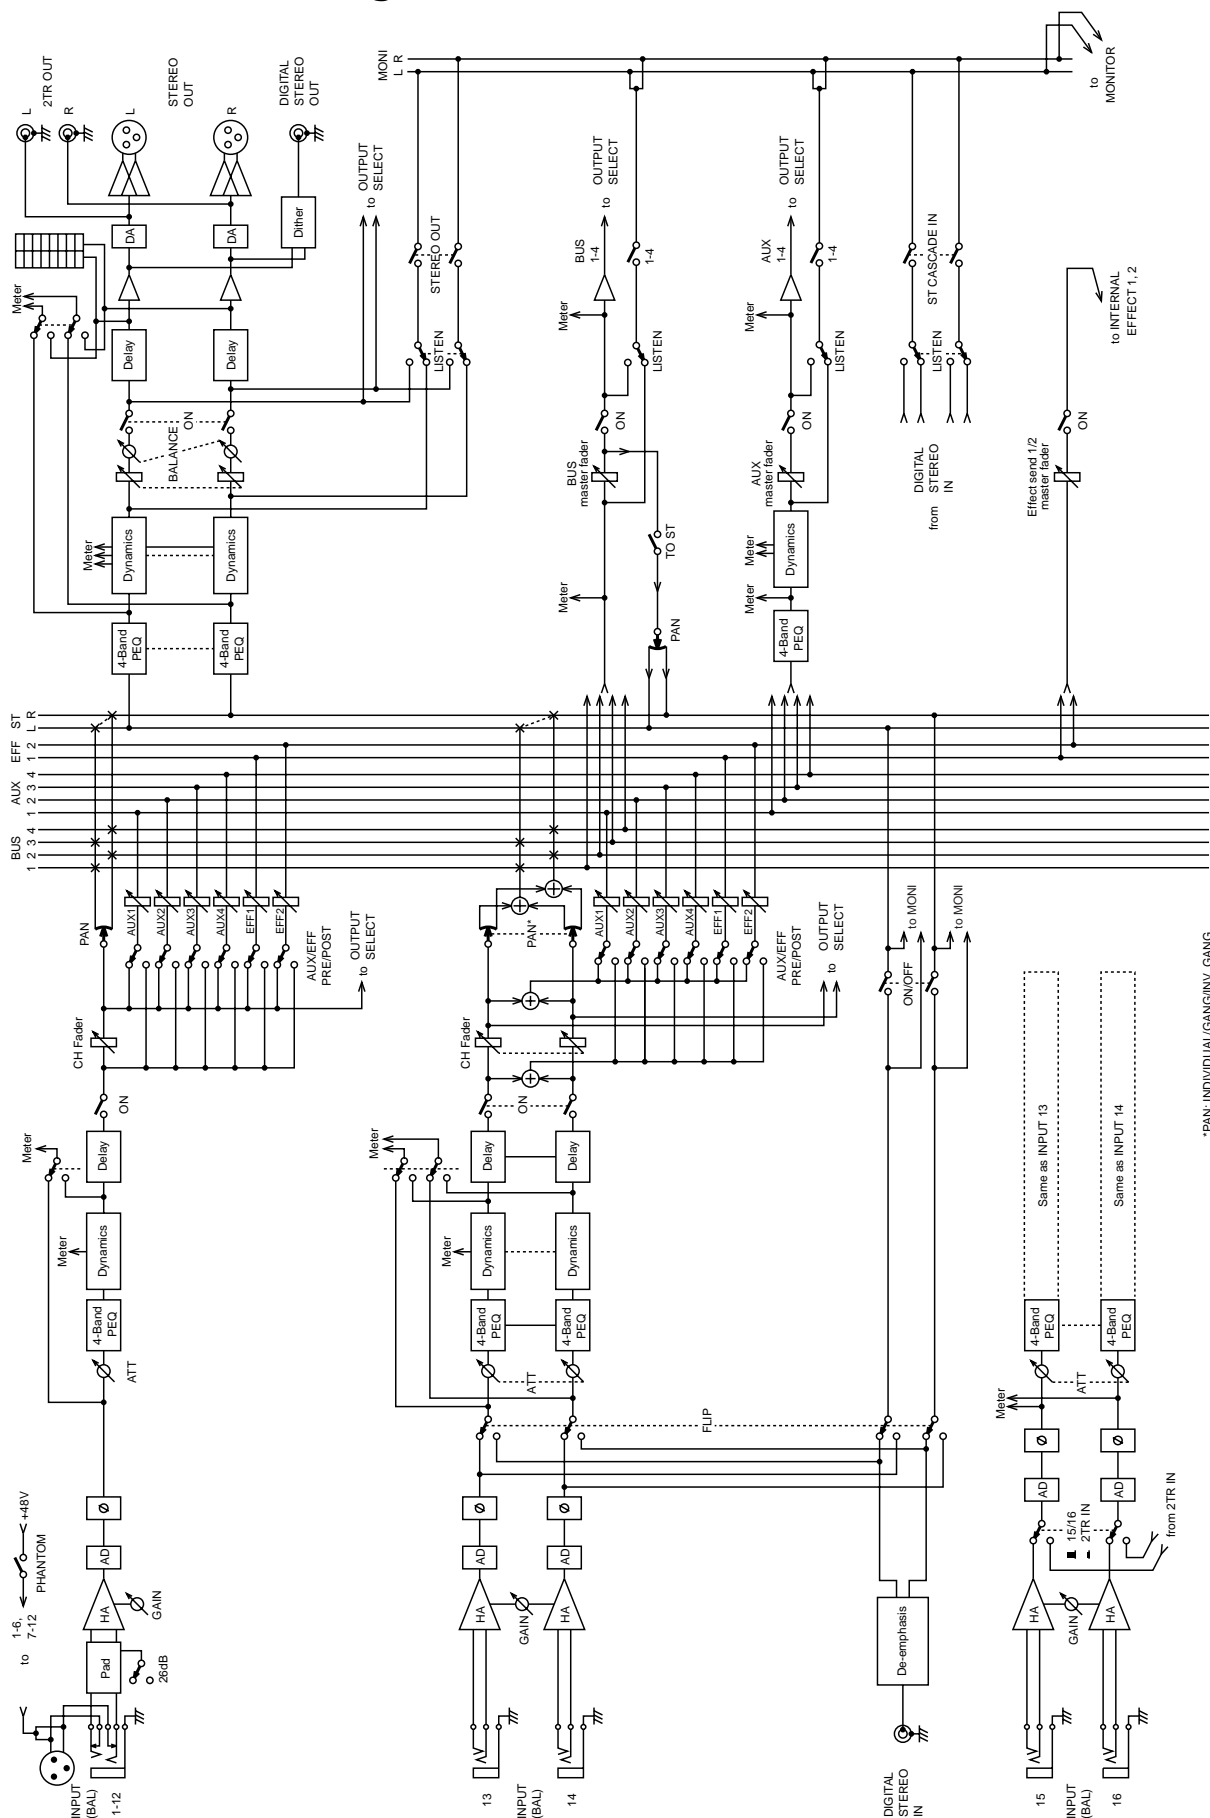 L
2TR OUT
R
L
STEREO
OUT
R
DIGITAL
STEREO
OUT
DA
DA
Dither
Meter
Delay
Delay
ON
BALANCE
Meter
Dynamics
Dynamics
4-Band
PEQ
4-Band
PEQ
to OUTPUT
SELECT
STEREO OUT
LISTEN
MONI
L R
to
MONITOR
BUS
1-4
to OUTPUT
SELECT
1-4
Meter
LISTEN
ON
BUS
master fader
TO ST
Meter
PAN
AUX
1-4
to OUTPUT
SELECT
1-4
Meter
LISTEN
ON
AUX
master fader
Meter
Dynamics
Meter
4-Band
PEQ
ST CASCADE IN
LISTEN
DIGITAL
STEREO
IN
from
to INTERNAL
EFFECT 1, 2
ON
Effect send 1/2
master fader
BUS
1 2 3 4
AUX
1 2 3 4
EFF
1 2
ST
L R
PAN
AUX1
AUX2
AUX3
AUX4
EFF1
EFF2
AUX/EFF
PRE/POST
to OUTPUT
SELECT
CH Fader
ON
Meter
Delay
Meter
Dynamics
4-Band
PEQ
ATT
Ø
AD
HA
GAIN
+48V
PHANTOM
to 1-6,
7-12
Pad
26dB
INPUT
(BAL)
1-12
PAN*
AUX1
AUX2
AUX3
AUX4
EFF1
EFF2
AUX/EFF
PRE/POST
to OUTPUT
SELECT
CH Fader
ON
Meter
Delay
Delay
Meter
Dynamics
Dynamics
4-Band
PEQ
4-Band
PEQ
ATT
FLIP
Ø
Ø
AD
AD
HA
HA
GAIN
13
INPUT
(BAL)
14
to MONI
to MONI
ON/OFF
De-emphasis
DIGITAL
STEREO
IN
Same as INPUT 13
Same as INPUT 14
4-Band
PEQ
4-Band
PEQ
ATT
Meter
Ø
Ø
AD
AD
15/16
2TR IN
from 2TR IN
HA
HA
GAIN
15
INPUT
(BAL)
16
*PAN: INDIVIDUAL/GANG/INV. GANG